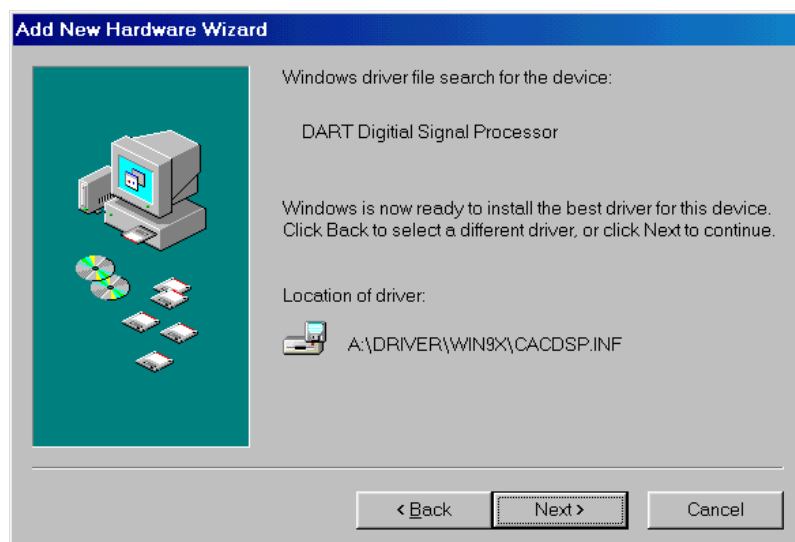 Add New Hardware Wizard
Windows driver file search for the device:
DART Digitial Signal Processor
Windows is now ready to install the best driver for this device.
Click Back to select a different driver, or click Next to continue.
Location of driver:
A:\DRIVER\WIN9X\CACDSP.INF
< Back
Next >
Cancel